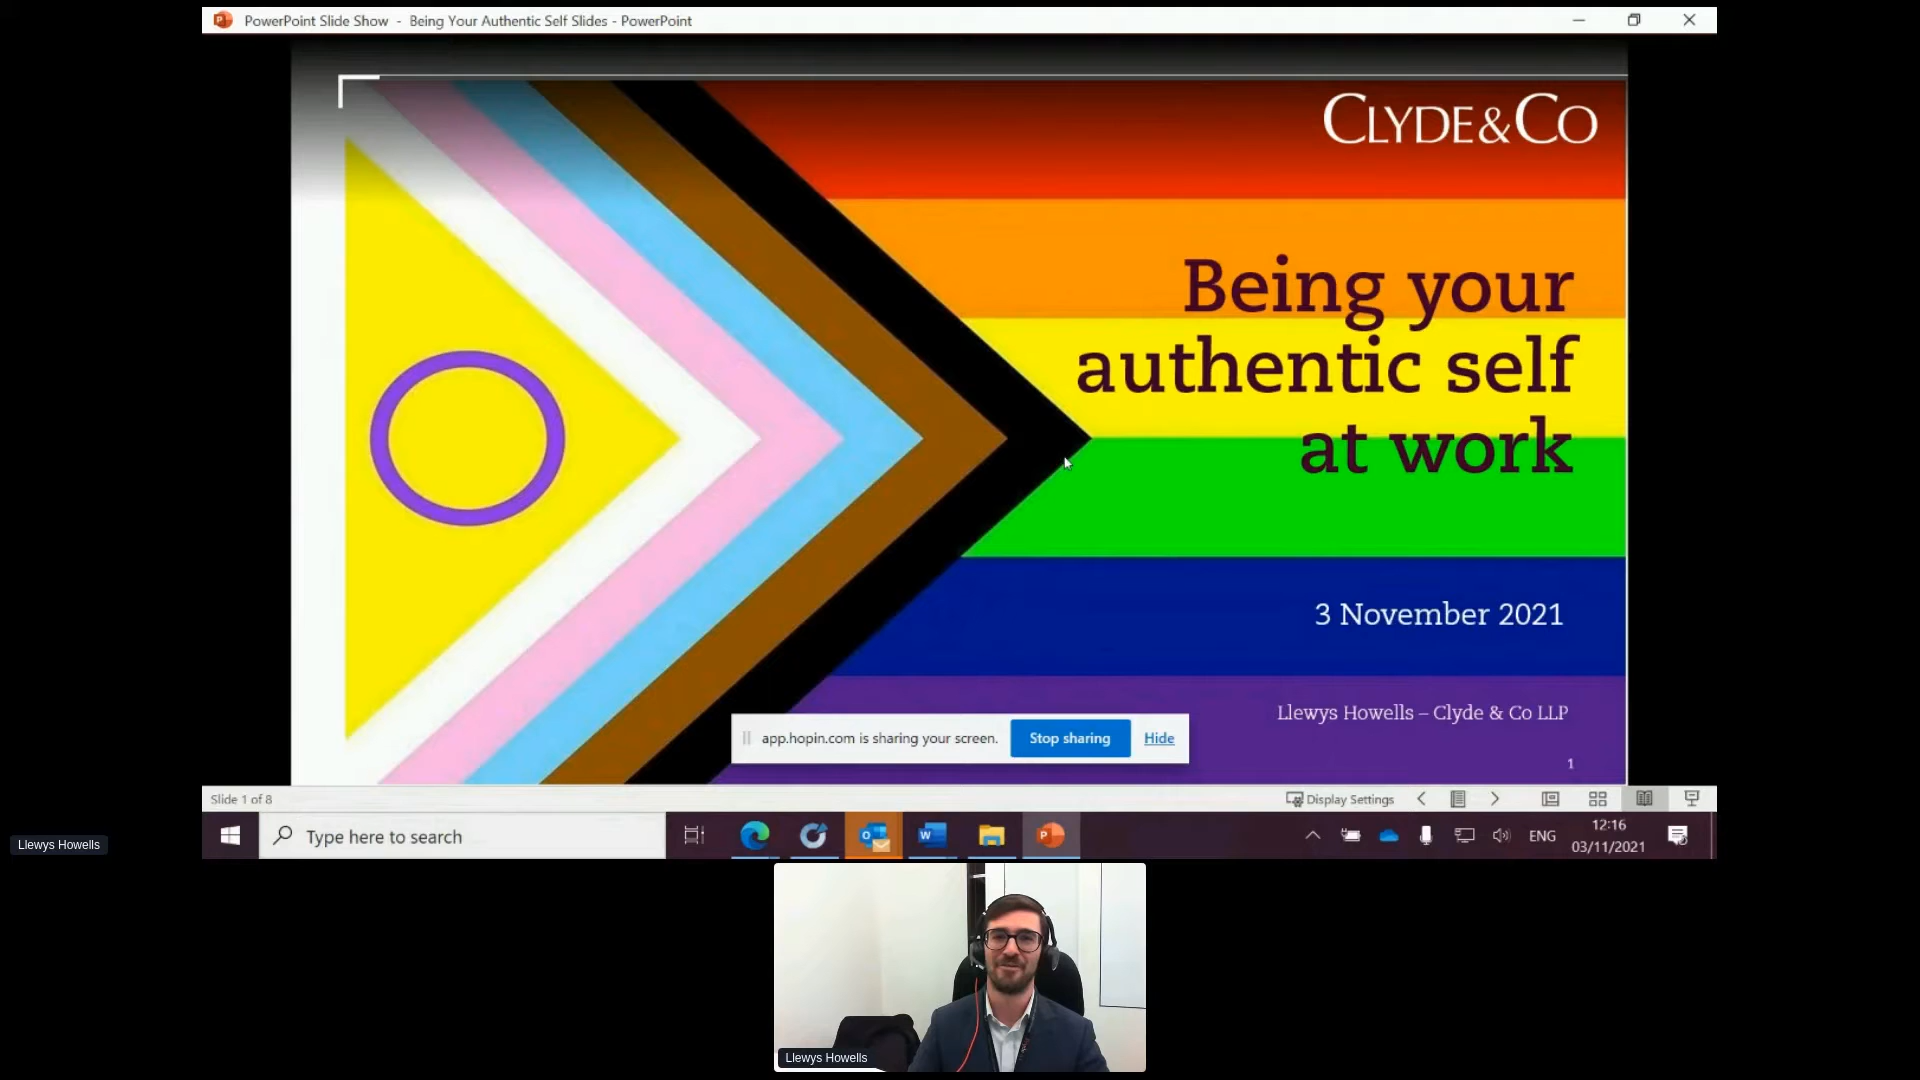 PowerPoint Slide Show - Being Your Authentic Self Slides - PowerPoint
CLYDE&CO
Being your
authentic self
at work
3 November 2021
Llewys Howells – Clyde & Co LLP
app.hopin.com is sharing your screen.
Stop sharing
Hide
1
Slide 1 of 8
Display Settings
Type here to search
ENG
12:16
03/11/2021
Llewys Howells
Llewys Howells